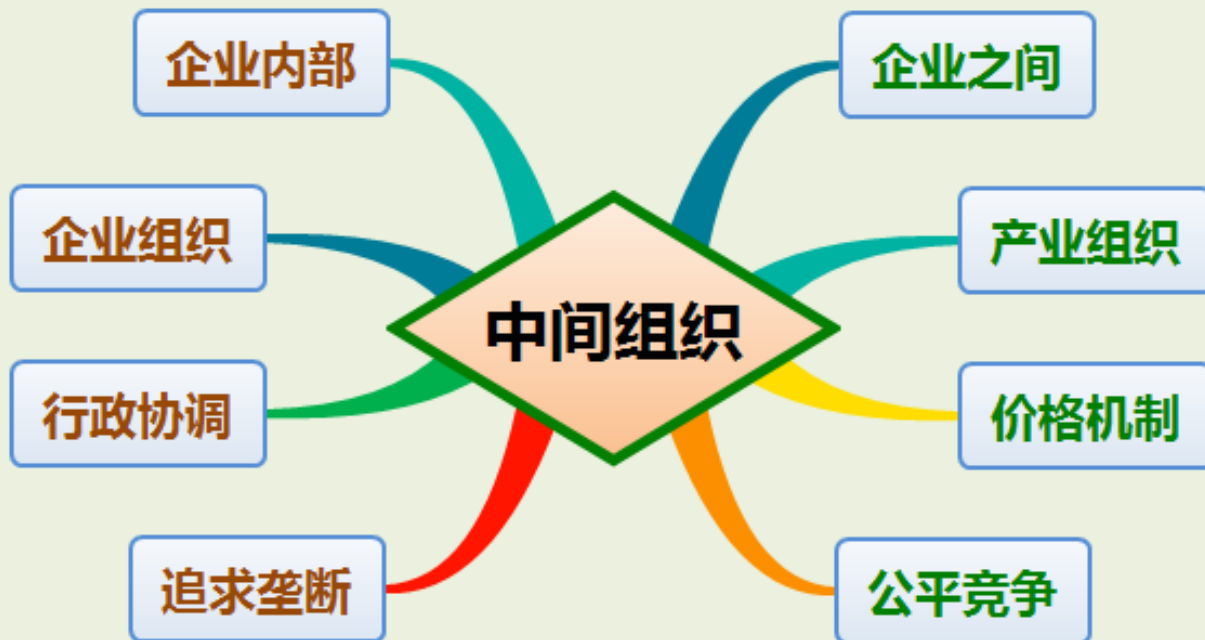 企业内部
企业之间
企业组织
产业组织
中间组织
行政协调
价格机制
追求垄断
公平竞争